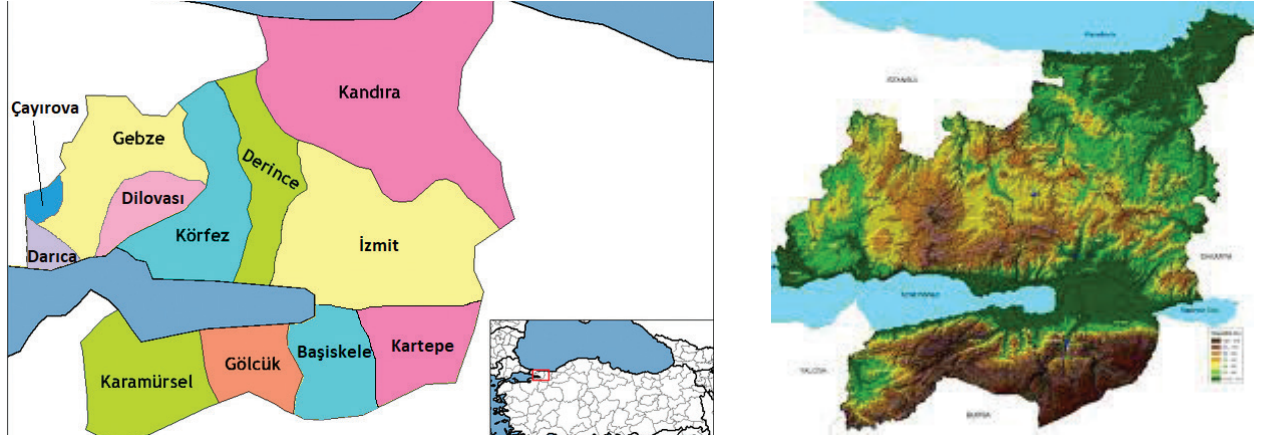 Kandıra
Çayırova
Gebze
Derince
Dilovası
Körfez
İzmit
Darıca
Başiskele
Kartepe
Gölcük
Karamürsel
İSTANBUL
SAKARYA
YALOVA
BURSA